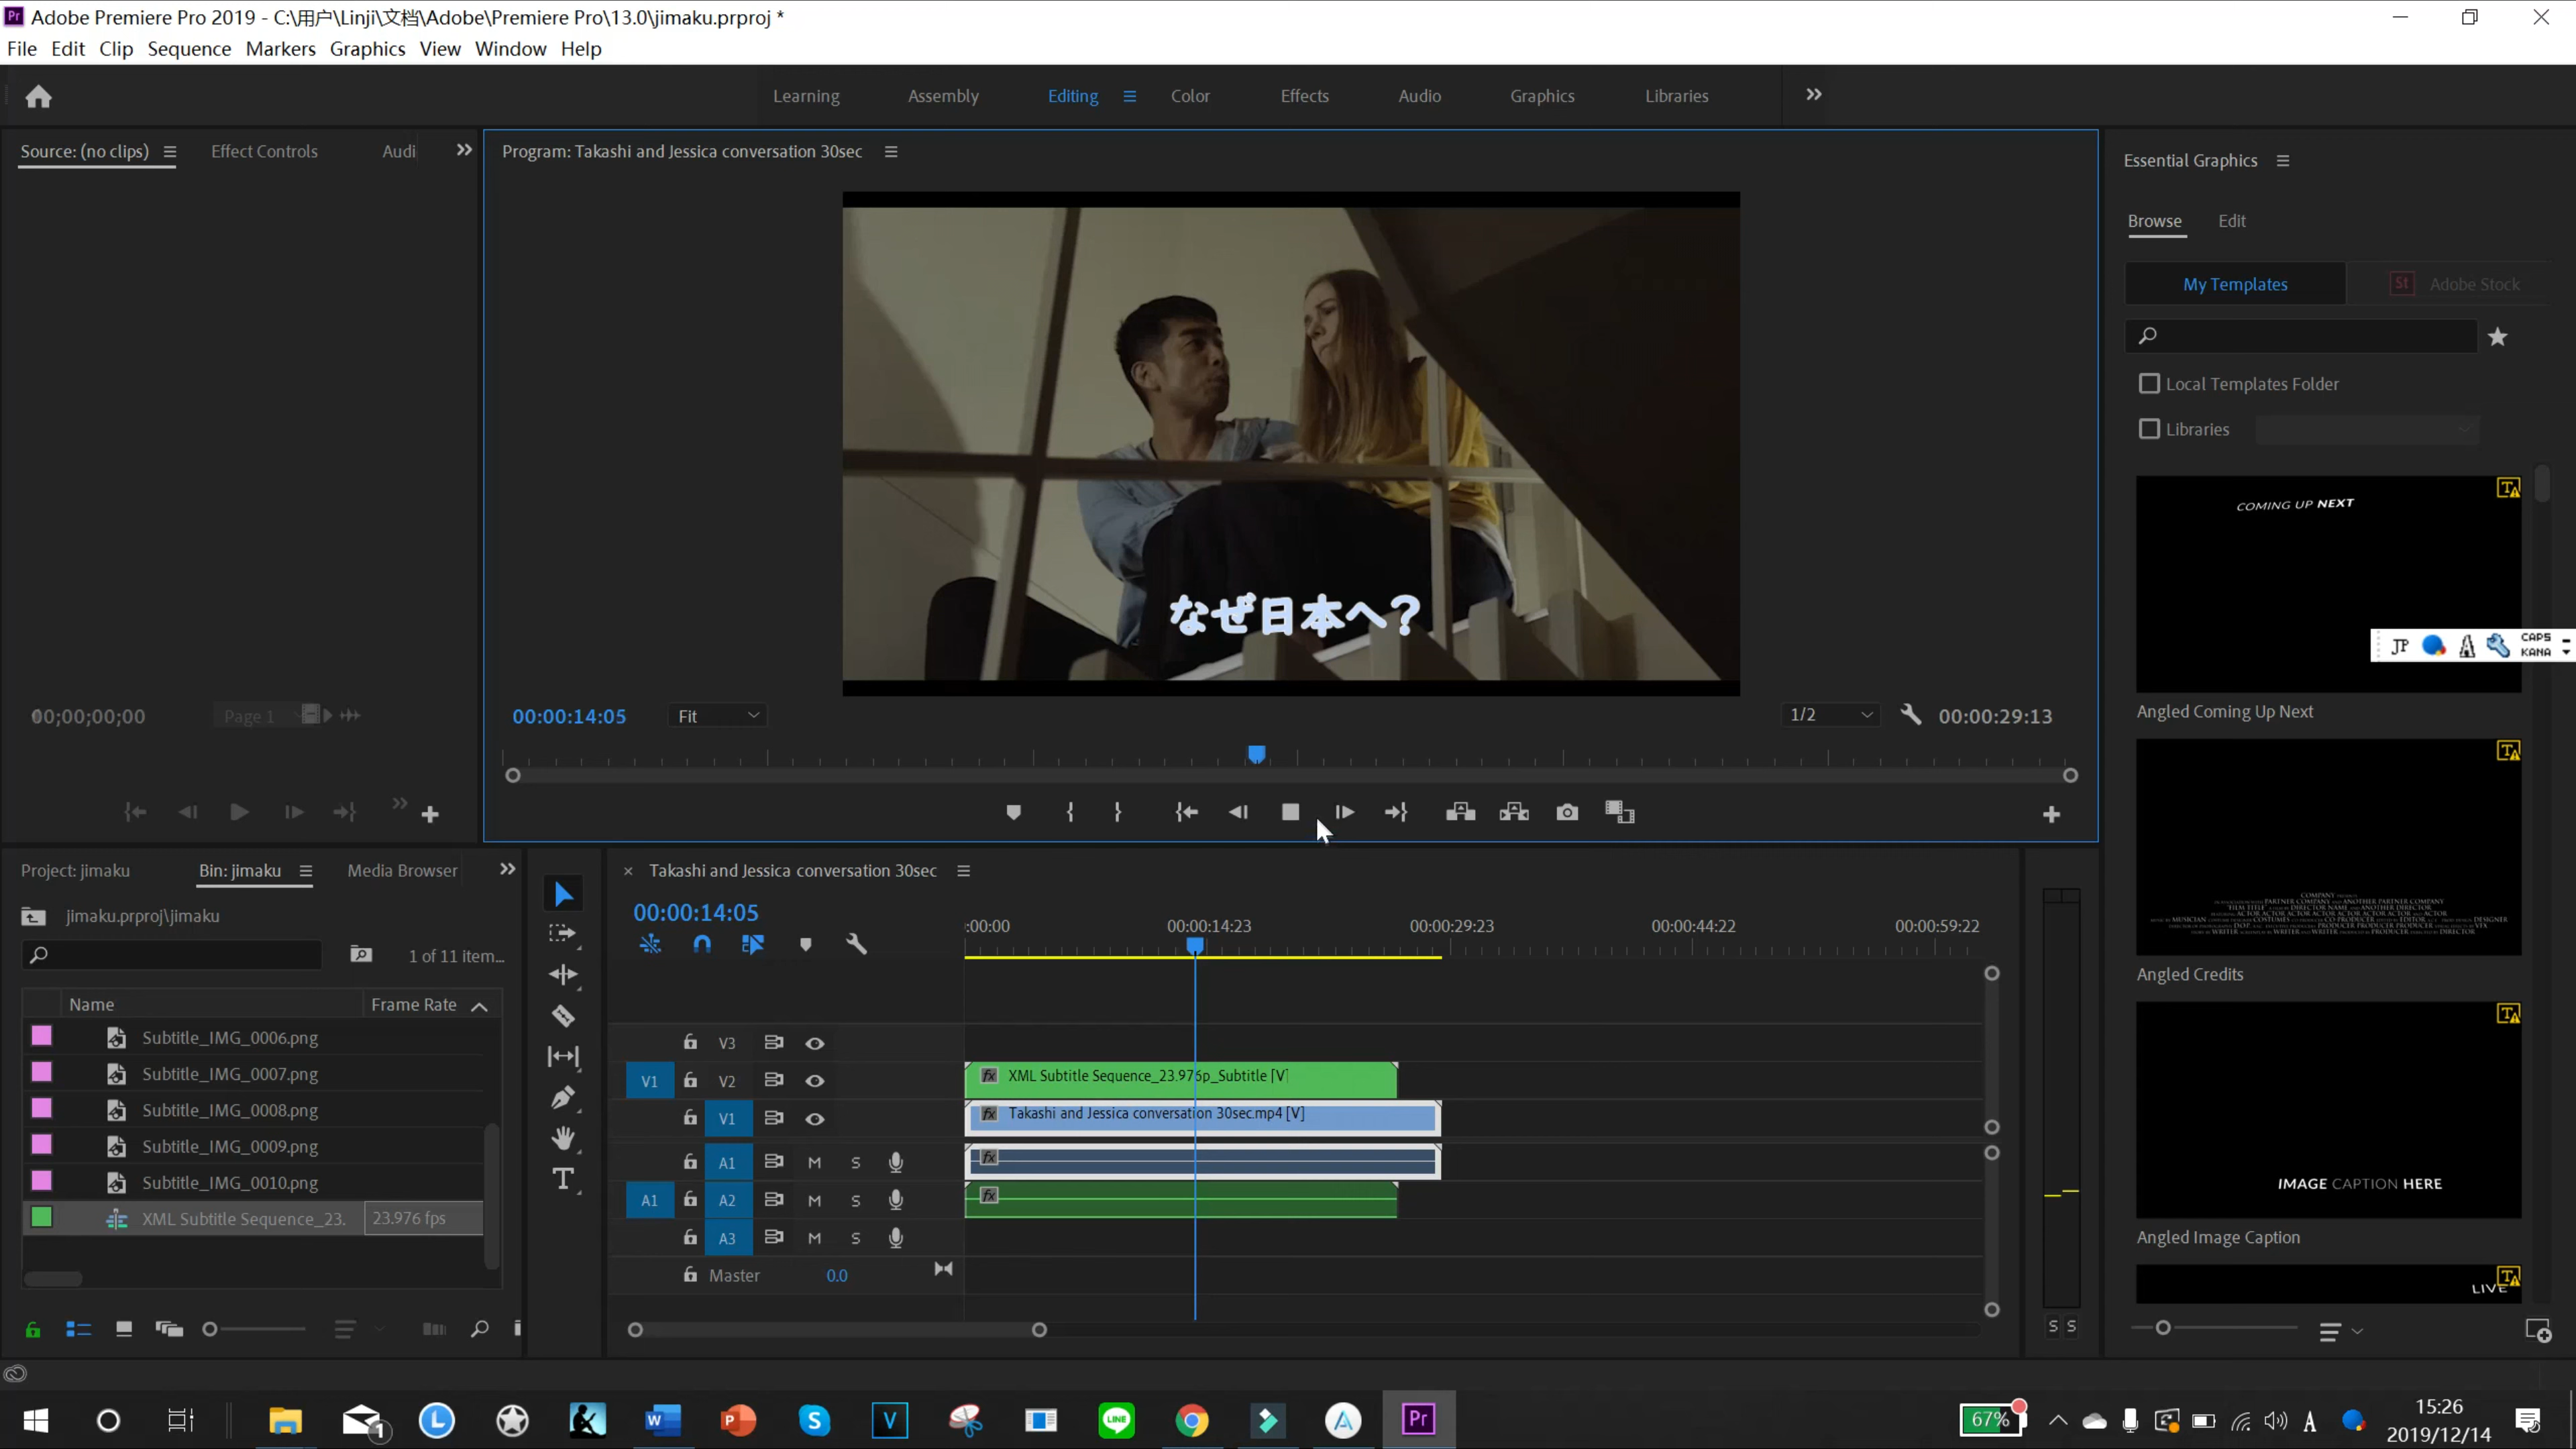 Adobe Premiere Pro 2019 - C:\用户\Linji\文档\Adobe\Premiere Pro\13.0\jimaku.prproj *
File Edit Clip Sequence Markers Graphics View Window Help
Learning Assembly Editing Color Effects Audio Graphics Libraries
Source: (no clips) Effect Controls Audi
Program: Takashi and Jessica conversation 30sec
Essential Graphics
Browse Edit
My Templates St Adobe Stock
Local Templates Folder
Libraries
COMING UP NEXT
なぜ日本へ?
JP CAPS
KANA
Angled Coming Up Next
00;00;00;00 Page 1
00:00:14:05 Fit 1/2 00:00:29:13
Project: jimaku Bin: jimaku Media Browser
Takashi and Jessica conversation 30sec
jimaku.prproj\jimaku
1 of 11 item...
00:00:14:05
:00:00 00:00:14:23 00:00:29:23 00:00:44:22 00:00:59:22
Name Frame Rate
Subtitle_IMG_0006.png
Subtitle_IMG_0007.png
Subtitle_IMG_0008.png
Subtitle_IMG_0009.png
Subtitle_IMG_0010.png
XML Subtitle Sequence_23. 23.976 fps
V3
V1 V2 fx XML Subtitle Sequence_23.976p_Subtitle [V]
V1 fx Takashi and Jessica conversation 30sec.mp4 [V]
A1 M S fx
A1 A2 M S fx
A3 M S
Master 0.0
S S
Angled Credits
IMAGE CAPTION HERE
Angled Image Caption
LIVE
67% 15:26
2019/12/14